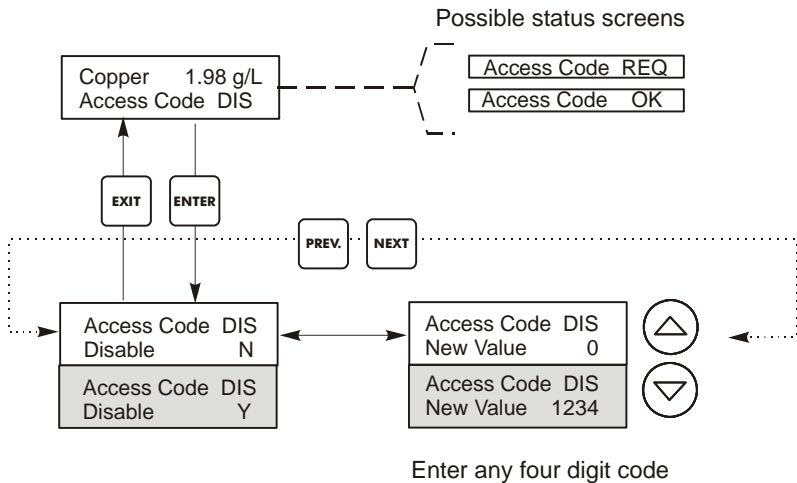 Possible status screens
Copper 1.98 g/L
Access Code DIS
Access Code REQ
Access Code OK
EXIT
ENTER
PREV.
NEXT
Access Code DIS
Disable N
Access Code DIS
Disable Y
Access Code DIS
New Value 0
Access Code DIS
New Value 1234
Enter any four digit code